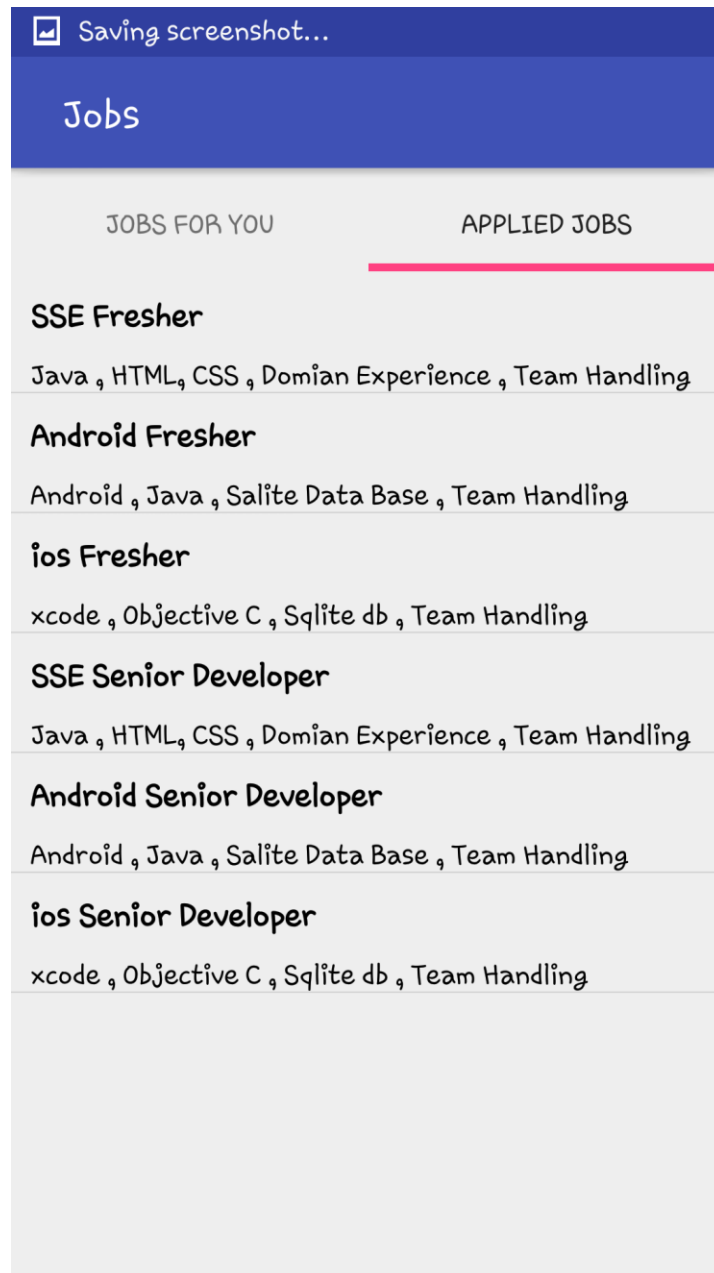 Saving screenshot...
Jobs
JOBS FOR YOU
APPLIED JOBS
SSE Fresher
Java , HTML, CSS , Domian Experience , Team Handling
Android Fresher
Android , Java , Salite Data Base , Team Handling
ios Fresher
xcode , Objective C , Sqlite db , Team Handling
SSE Senior Developer
Java , HTML, CSS , Domian Experience , Team Handling
Android Senior Developer
Android , Java , Salite Data Base , Team Handling
ios Senior Developer
xcode , Objective C , Sqlite db , Team Handling